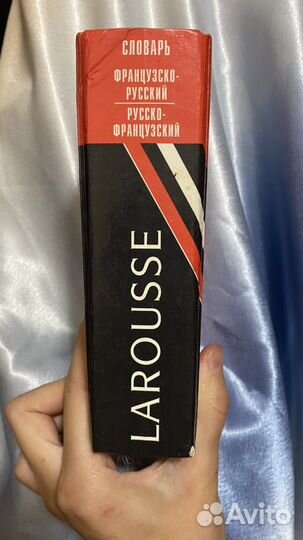 СЛОВАРЬ
ФРАНЦУЗСКО-
РУССКИЙ
РУССКО-
ФРАНЦУЗСКИЙ
LAROUSSE
Avito